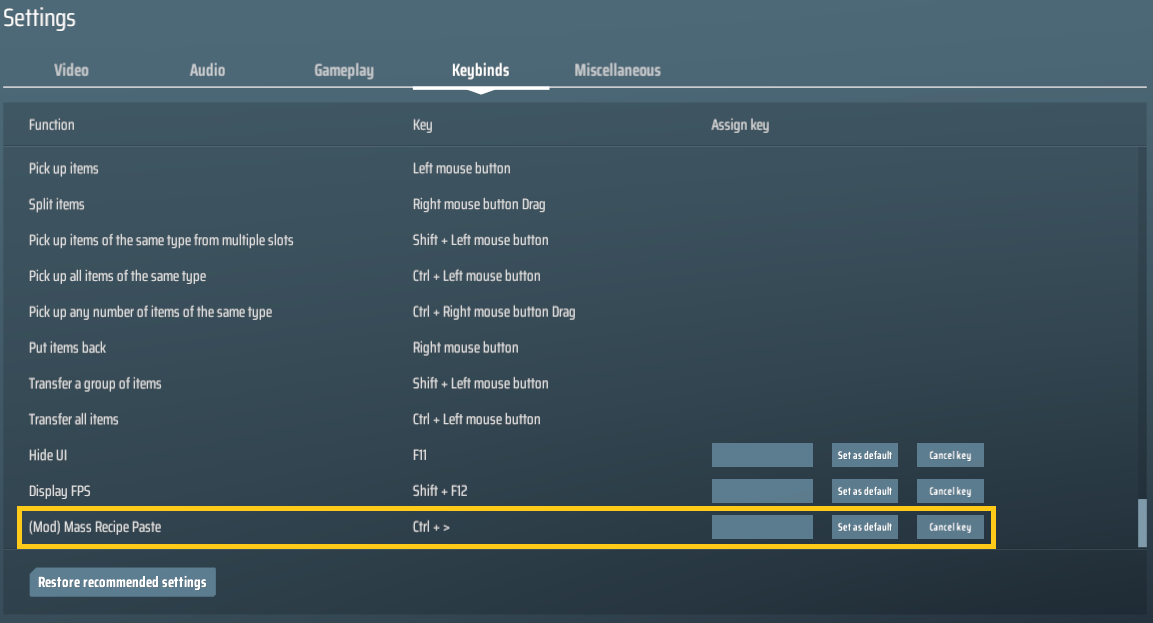 Settings
Video Audio Gameplay Keybinds Miscellaneous
Function Key Assign key
Pick up items Left mouse button
Split items Right mouse button Drag
Pick up items of the same type from multiple slots Shift + Left mouse button
Pick up all items of the same type Ctrl + Left mouse button
Pick up any number of items of the same type Ctrl + Right mouse button Drag
Put items back Right mouse button
Transfer a group of items Shift + Left mouse button
Transfer all items Ctrl + Left mouse button
Hide UI F11 Set as default Cancel key
Display FPS Shift + F12 Set as default Cancel key
(Mod) Mass Recipe Paste Ctrl + > Set as default Cancel key
Restore recommended settings